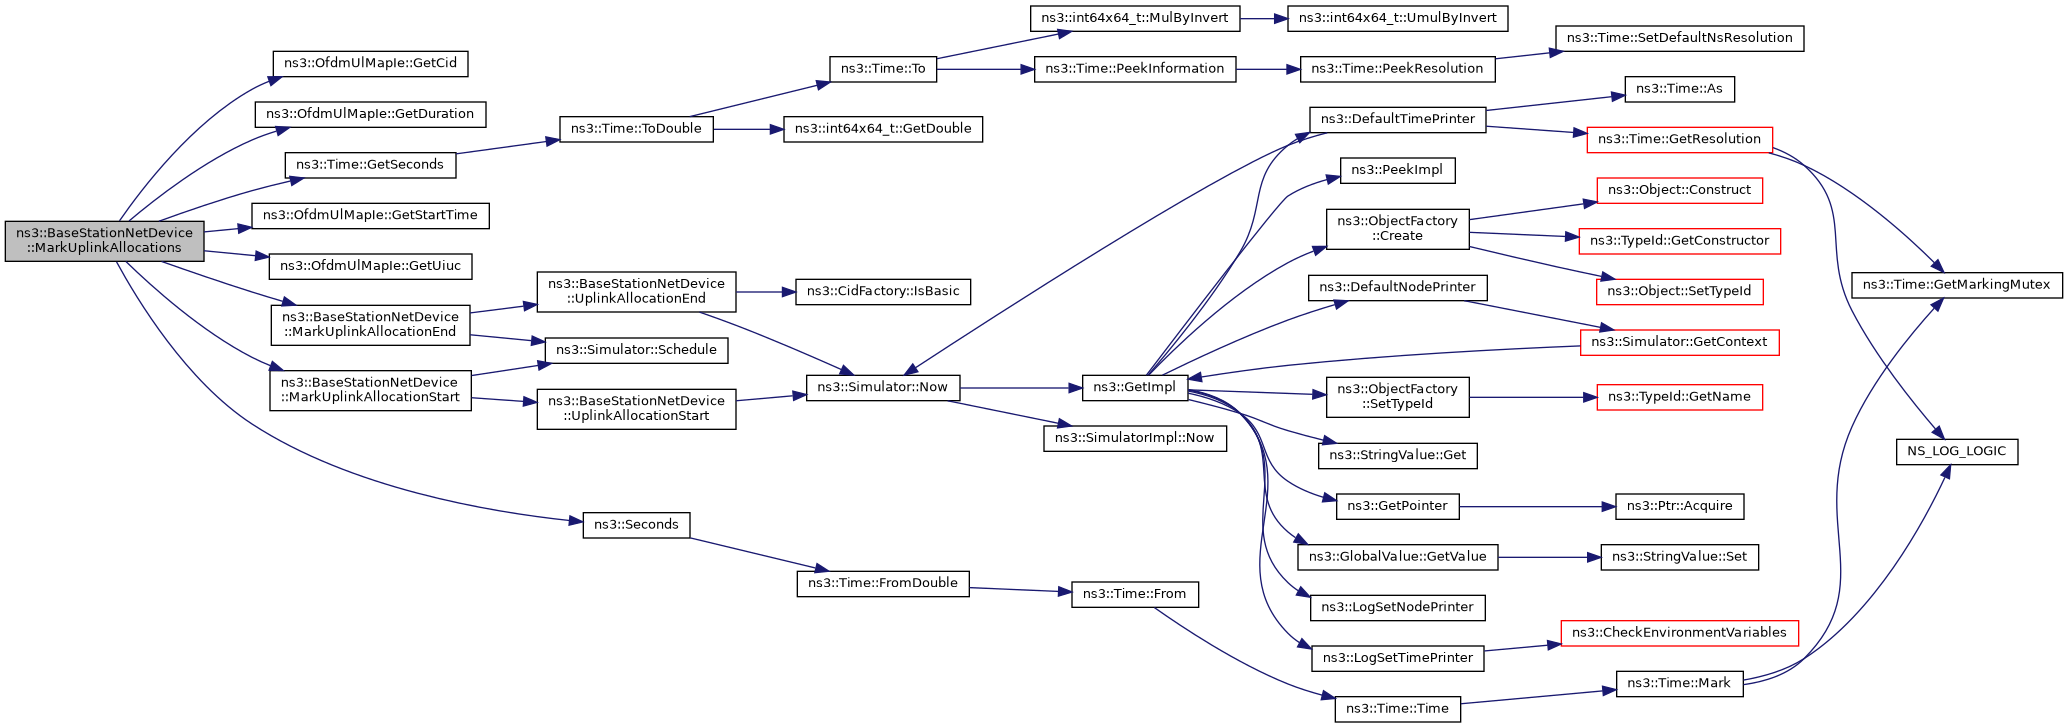 ns3::BaseStationNetDevice
::MarkUplinkAllocations
ns3::OfdmUlMapIe::GetCid
ns3::OfdmUlMapIe::GetDuration
ns3::Time::GetSeconds
ns3::OfdmUlMapIe::GetStartTime
ns3::OfdmUlMapIe::GetUiuc
ns3::BaseStationNetDevice
::MarkUplinkAllocationEnd
ns3::BaseStationNetDevice
::MarkUplinkAllocationStart
ns3::Seconds
ns3::Time::ToDouble
ns3::BaseStationNetDevice
::UplinkAllocationEnd
ns3::Simulator::Schedule
ns3::BaseStationNetDevice
::UplinkAllocationStart
ns3::Time::To
ns3::int64x64_t::GetDouble
ns3::CidFactory::IsBasic
ns3::Simulator::Now
ns3::Time::FromDouble
ns3::int64x64_t::MulByInvert
ns3::Time::PeekInformation
ns3::GetImpl
ns3::SimulatorImpl::Now
ns3::Time::From
ns3::int64x64_t::UmulByInvert
ns3::Time::PeekResolution
ns3::DefaultTimePrinter
ns3::PeekImpl
ns3::ObjectFactory
::Create
ns3::DefaultNodePrinter
ns3::ObjectFactory
::SetTypeId
ns3::StringValue::Get
ns3::GetPointer
ns3::GlobalValue::GetValue
ns3::LogSetNodePrinter
ns3::LogSetTimePrinter
ns3::Time::Time
ns3::Time::SetDefaultNsResolution
ns3::Time::As
ns3::Time::GetResolution
ns3::Object::Construct
ns3::TypeId::GetConstructor
ns3::Object::SetTypeId
ns3::Simulator::GetContext
ns3::TypeId::GetName
ns3::Ptr::Acquire
ns3::StringValue::Set
ns3::CheckEnvironmentVariables
ns3::Time::Mark
ns3::Time::GetMarkingMutex
NS_LOG_LOGIC